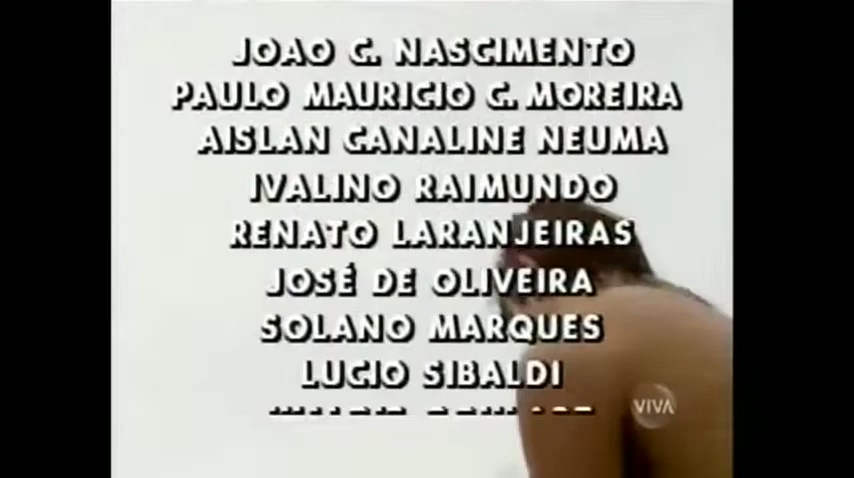 JOAO C. NASCIMENTO
PAULO MAURICIO C. MOREIRA
AISLAN CANALINE NEUMA
IVALINO RAIMUNDO
RENATO LARANJEIRAS
JOSÉ DE OLIVEIRA
SOLANO MARQUES
LUCIO SIBALDI
VIVA